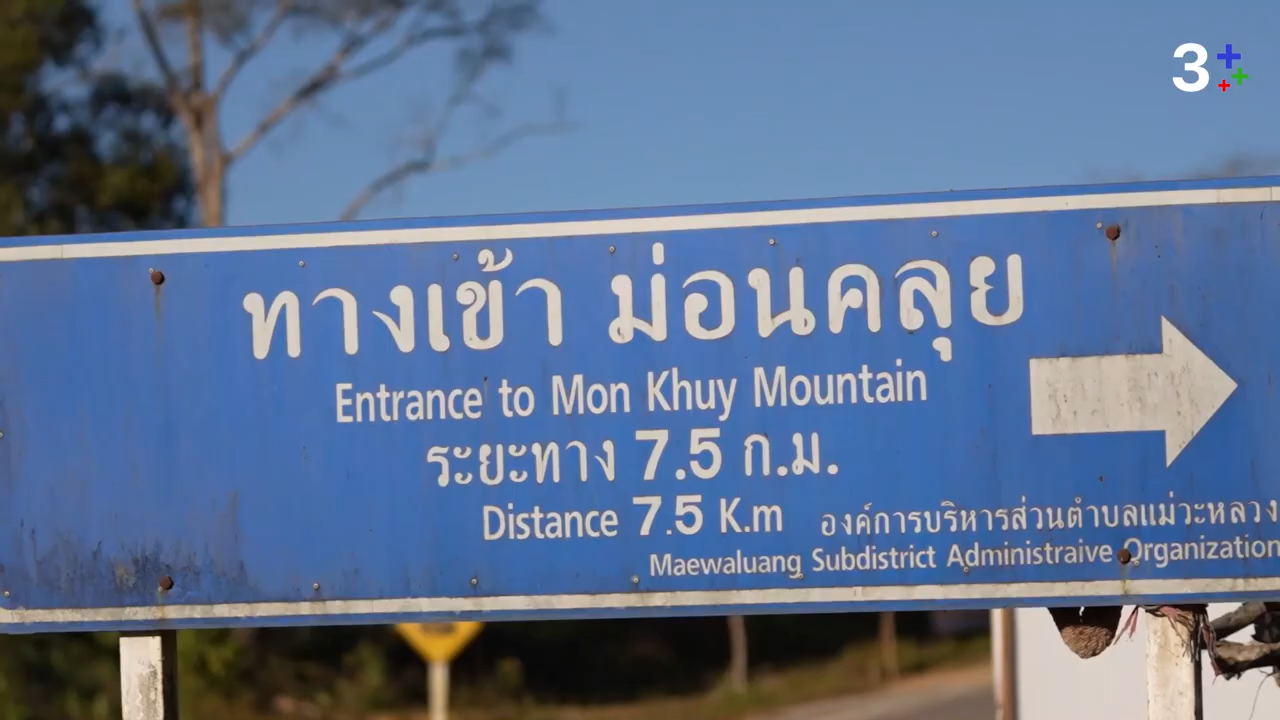 3
ทางเข้า ม่อนคลุย
Entrance to Mon Khuy Mountain
ระยะทาง 7.5 ก.ม.
Distance 7.5 K.m
องค์การบริหารส่วนตำบลแม่วะหลวง
Maewaluang Subdistrict Administraive Organization